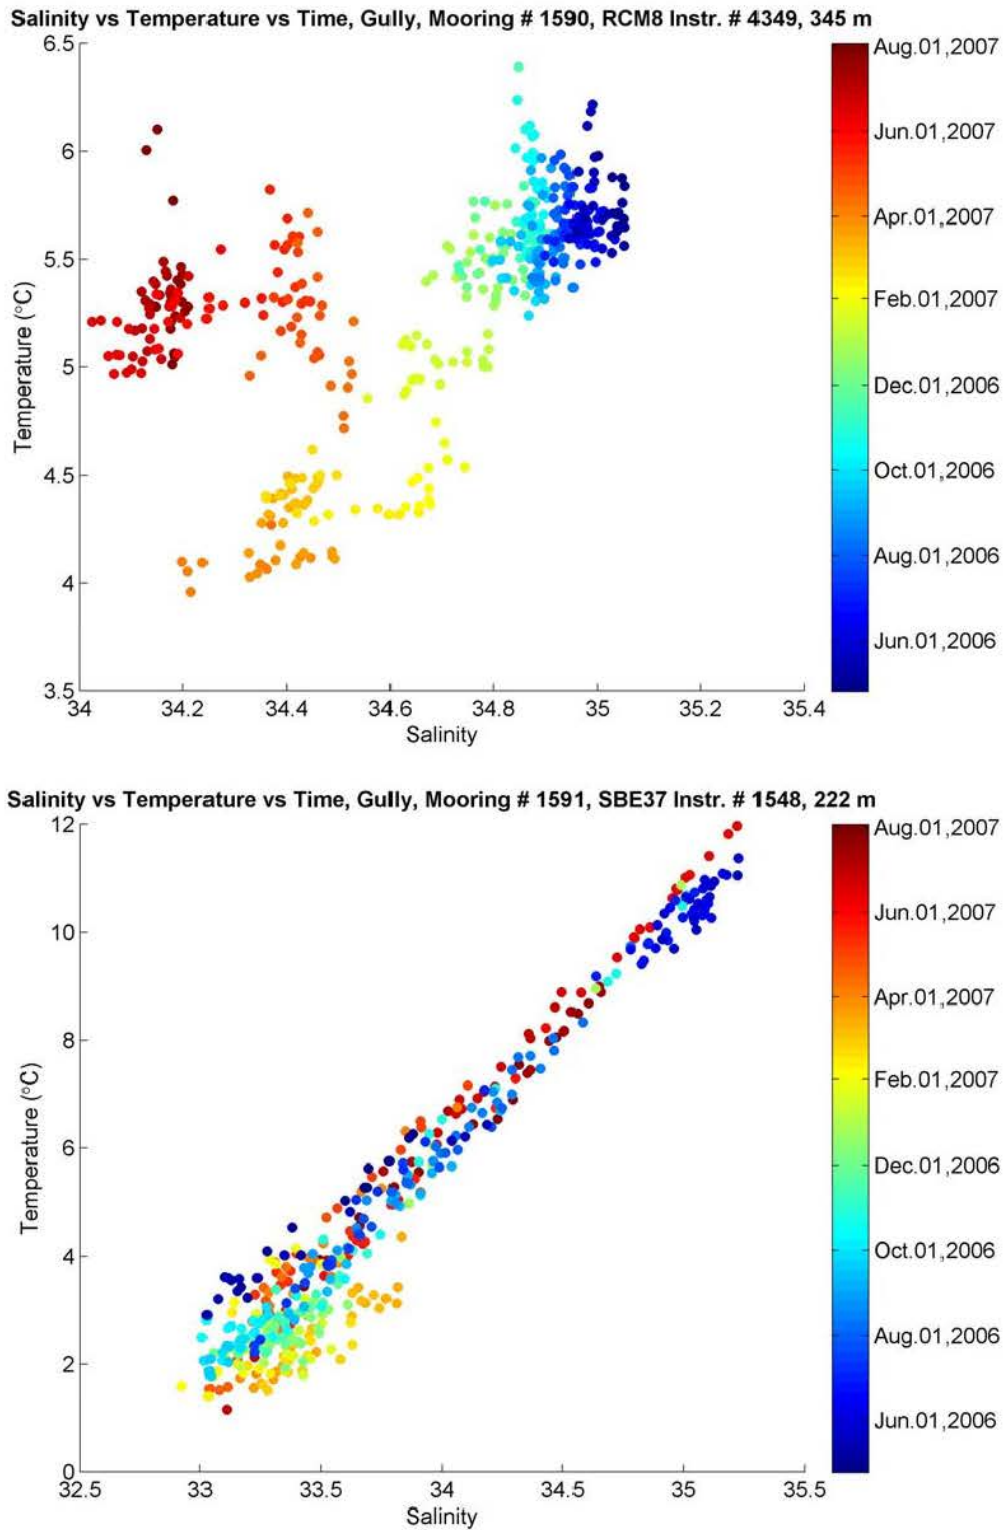 Salinity vs Temperature vs Time, Gully, Mooring # 1590, RCM8 Instr. # 4349, 345 m
6.5
6
5.5
5
4.5
4
3.5
Temperature (°C)
34
34.2
34.4
34.6
34.8
35
35.2
35.4
Salinity
Aug.01,2007
Jun.01,2007
Apr.01,2007
Feb.01,2007
Dec.01,2006
Oct.01,2006
Aug.01,2006
Jun.01,2006
Salinity vs Temperature vs Time, Gully, Mooring # 1591, SBE37 Instr. # 1548, 222 m
12
10
8
6
4
2
0
Temperature (°C)
32.5
33
33.5
34
34.5
35
35.5
Salinity
Aug.01,2007
Jun.01,2007
Apr.01,2007
Feb.01,2007
Dec.01,2006
Oct.01,2006
Aug.01,2006
Jun.01,2006